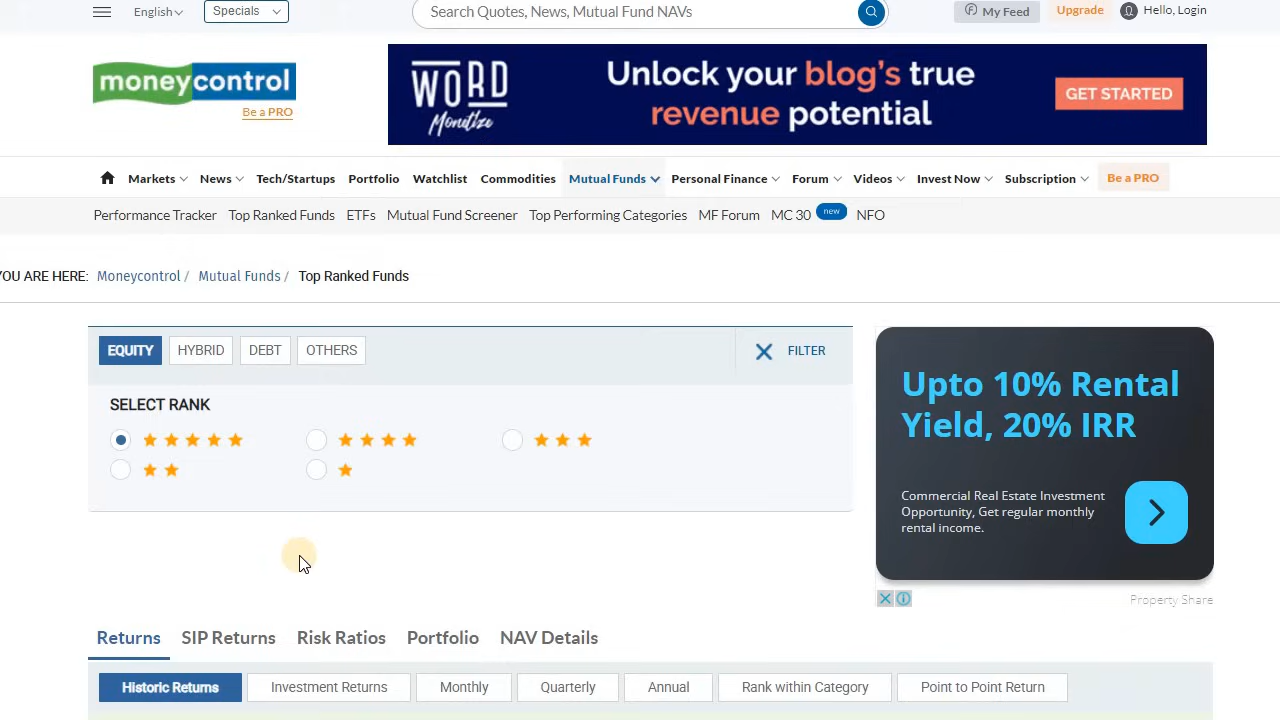 English
Specials
Search Quotes, News, Mutual Fund NAVs
My Feed
Upgrade
Hello, Login
moneycontrol
Be a PRO
WORD
Monetize
Unlock your blog's true
revenue potential
GET STARTED
Markets
News
Tech/Startups
Portfolio
Watchlist
Commodities
Mutual Funds
Personal Finance
Forum
Videos
Invest Now
Subscription
Be a PRO
Performance Tracker
Top Ranked Funds
ETFs
Mutual Fund Screener
Top Performing Categories
MF Forum
MC 30
new
NFO
YOU ARE HERE: Moneycontrol / Mutual Funds / Top Ranked Funds
EQUITY
HYBRID
DEBT
OTHERS
FILTER
SELECT RANK
Upto 10% Rental
Yield, 20% IRR
Commercial Real Estate Investment
Opportunity, Get regular monthly
rental income.
Property Share
Returns
SIP Returns
Risk Ratios
Portfolio
NAV Details
Historic Returns
Investment Returns
Monthly
Quarterly
Annual
Rank within Category
Point to Point Return